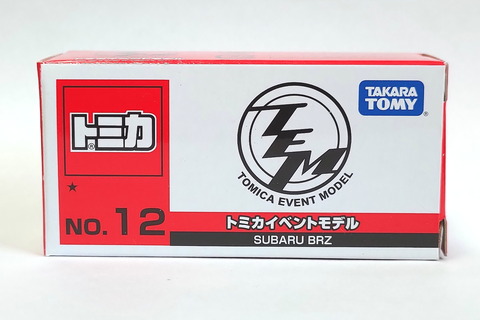 トミカ
®
★
NO. 12
TEM
TOMICA EVENT MODEL
TAKARA
TOMY
トミカイベントモデル
SUBARU BRZ